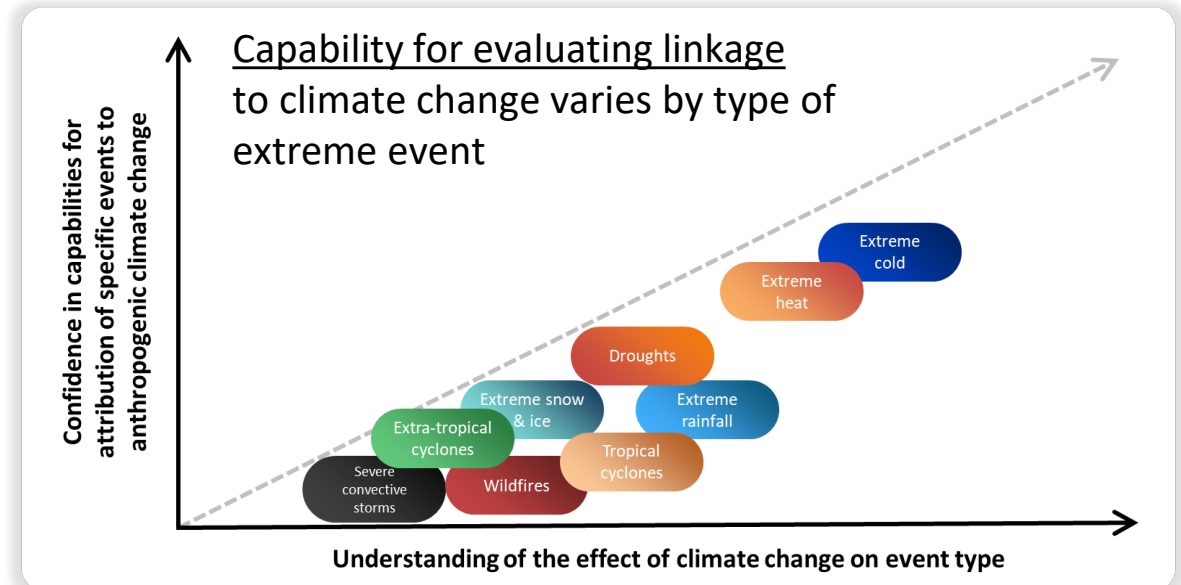 Capability for evaluating linkage
to climate change varies by type of
extreme event
Confidence in capabilities for
attribution of specific events to
anthropogenic climate change
Extreme
cold
Extreme
heat
Droughts
Extreme snow
& ice
Extreme
rainfall
Extra-tropical
cyclones
Tropical
cyclones
Severe
convective
storms
Wildfires
Understanding of the effect of climate change on event type